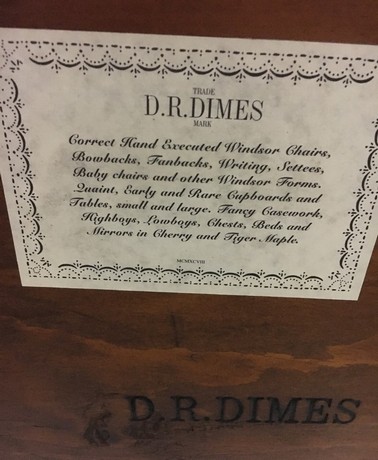 TRADE
D.R.DIMES
MARK
Correct Hand Executed Windsor Chairs,
Bowbacks, Fanbacks, Writing, Settees,
Baby chairs and other Windsor Forms.
Quaint, Early and Rare Cupboards and
Tables, small and large. Fancy Casework,
Highboys, Lowboys, Chests, Beds and
Mirrors in Cherry and Tiger Maple.
MCMXCVIII
D.R.DIMES